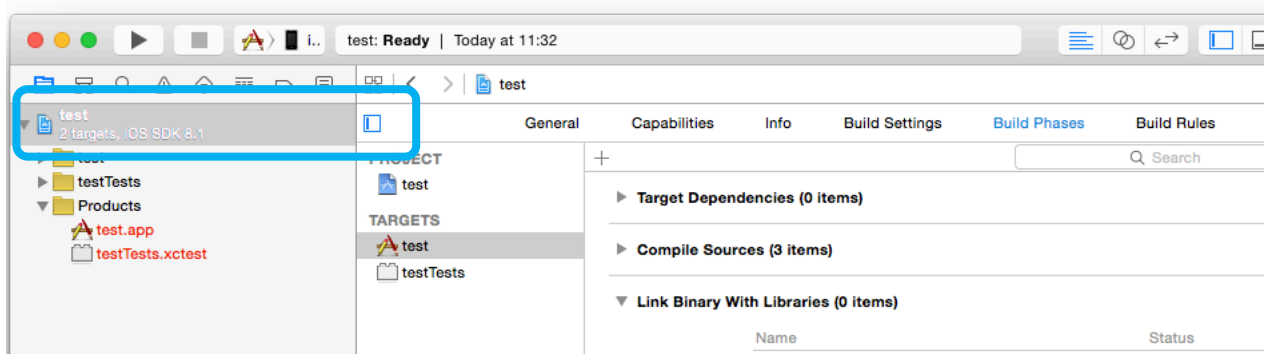 i.. test: Ready | Today at 11:32
test
test
2 targets, iOS SDK 8.1
General Capabilities Info Build Settings Build Phases Build Rules
test
PROJECT
Search
testTests
test
Target Dependencies (0 items)
Products
TARGETS
test.app
test
Compile Sources (3 items)
testTests.xctest
testTests
Link Binary With Libraries (0 items)
Name Status